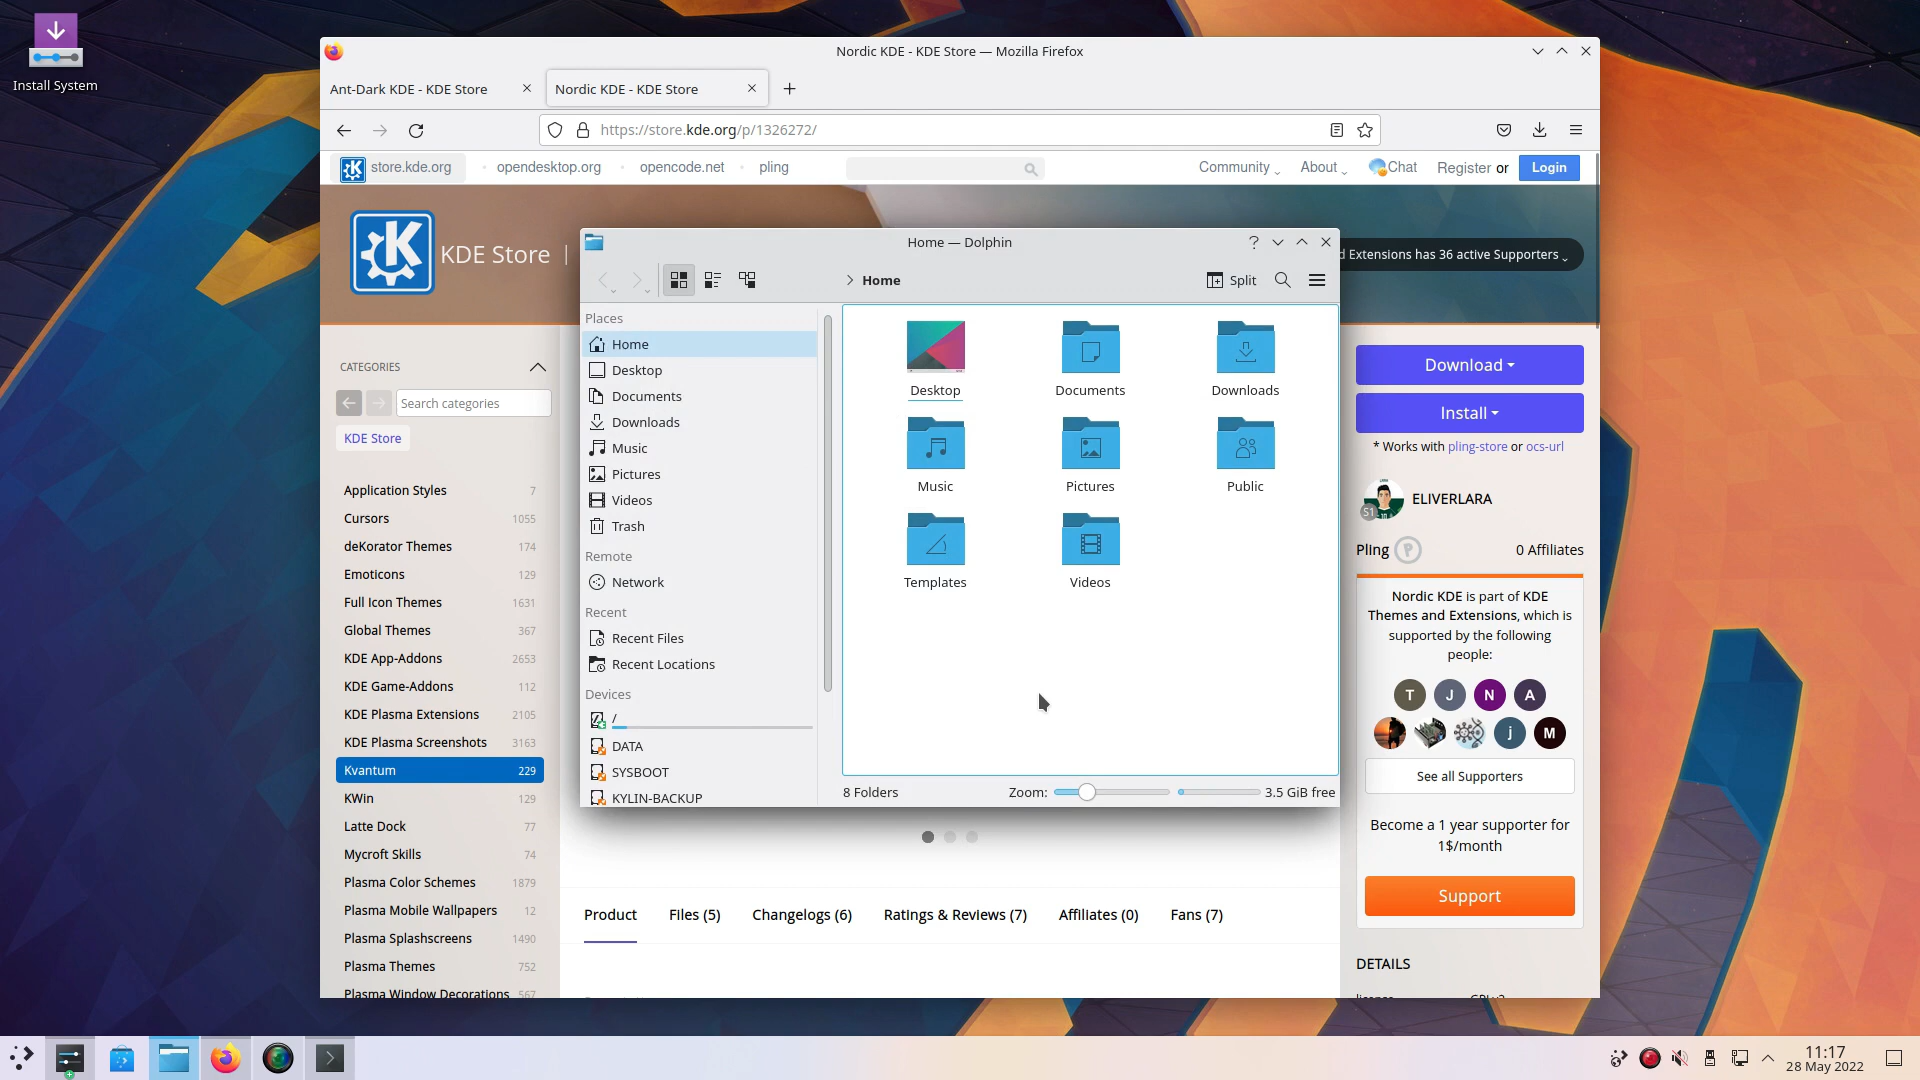 Install System
Nordic KDE - KDE Store — Mozilla Firefox
Ant-Dark KDE - KDE Store
Nordic KDE - KDE Store
https://store.kde.org/p/1326272/
store.kde.org
opendesktop.org
opencode.net
pling
Community
About
Chat
Register or
Login
KDE Store |
d Extensions has 36 active Supporters
Home — Dolphin
Home
Split
Places
Home
Desktop
Documents
Downloads
Music
Pictures
Videos
Trash
Remote
Network
Recent
Recent Files
Recent Locations
Devices
/
DATA
SYSBOOT
KYLIN-BACKUP
Desktop
Documents
Downloads
Music
Pictures
Public
Templates
Videos
8 Folders
Zoom:
3.5 GiB free
CATEGORIES
Search categories
KDE Store
Application Styles 7
Cursors 1055
deKorator Themes 174
Emoticons 129
Full Icon Themes 1631
Global Themes 367
KDE App-Addons 2653
KDE Game-Addons 112
KDE Plasma Extensions 2105
KDE Plasma Screenshots 3163
Kvantum 229
KWin 129
Latte Dock 77
Mycroft Skills 74
Plasma Color Schemes 1879
Plasma Mobile Wallpapers 12
Plasma Splashscreens 1490
Plasma Themes 752
Plasma Window Decorations 567
Product
Files (5)
Changelogs (6)
Ratings & Reviews (7)
Affiliates (0)
Fans (7)
Download
Install
* Works with pling-store or ocs-url
S1
ELIVERLARA
Pling P
0 Affiliates
Nordic KDE is part of KDE
Themes and Extensions, which is
supported by the following
people:
T J N A
j M
See all Supporters
Become a 1 year supporter for
1$/month
Support
DETAILS
11:17
28 May 2022